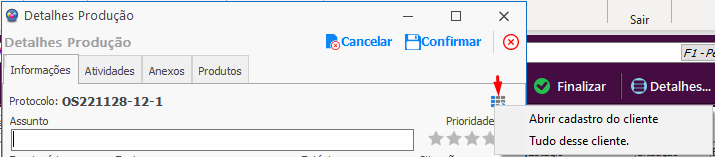 Detalhes Produção
Sair
Detalhes Produção
Cancelar
Confirmar
F1-Pe
Informações
Atividades
Anexos
Produtos
Finalizar
Detalhes...
Protocolo: OS221128-12-1
Assunto
Prioridade
Abrir cadastro do cliente
Tudo desse cliente.